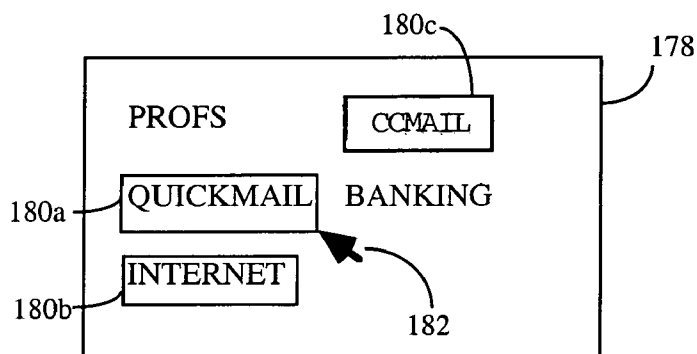 180c
178
PROFS
CCMAIL
180a
QUICKMAIL
BANKING
INTERNET
180b
182